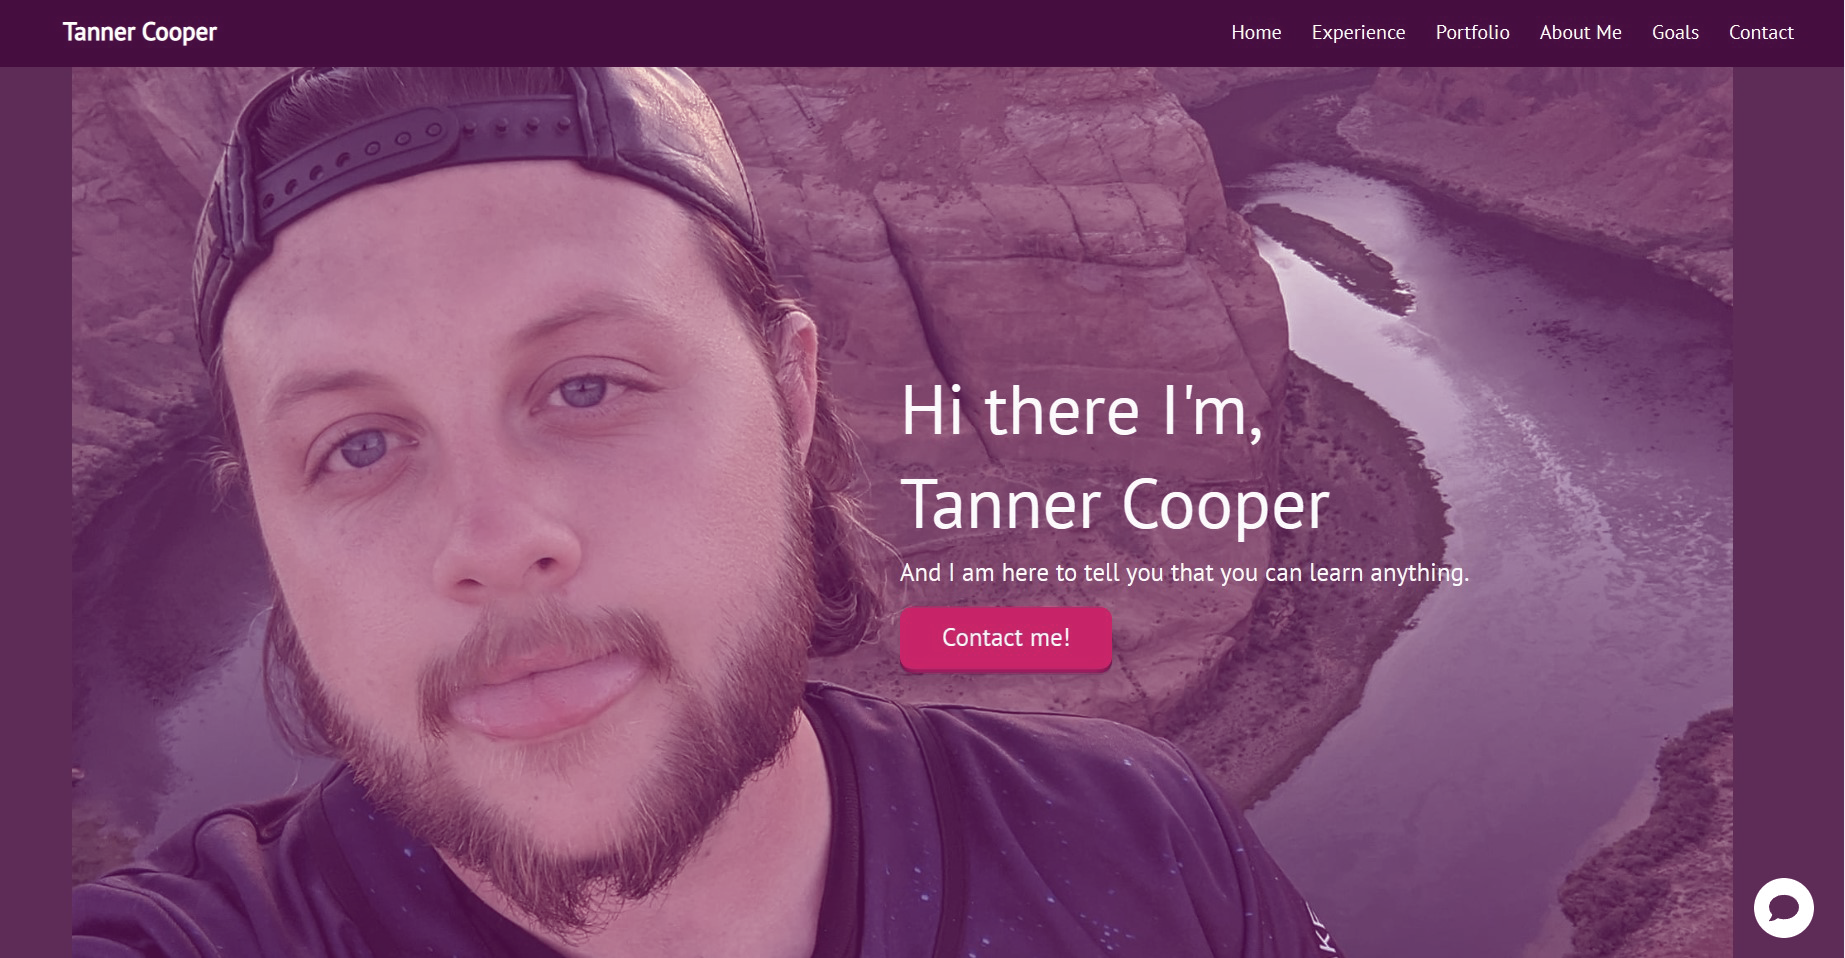 Tanner Cooper
Home Experience Portfolio About Me Goals Contact
Hi there I'm,
Tanner Cooper
And I am here to tell you that you can learn anything.
Contact me!